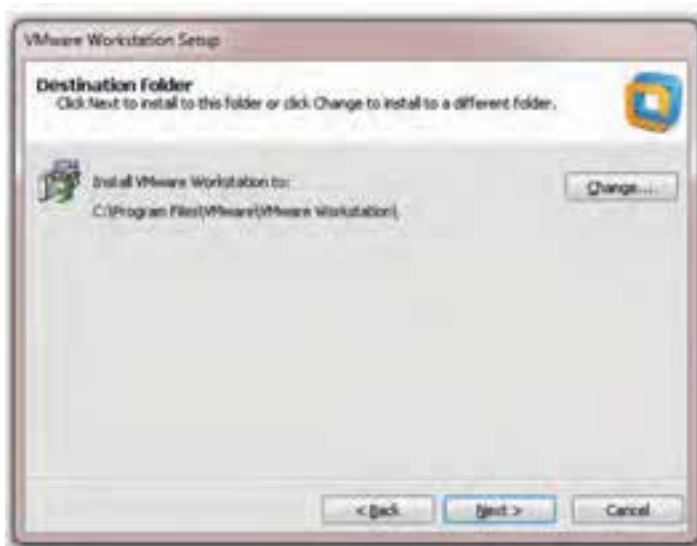 VMware Workstation Setup
Destination Folder
Click Next to install to this folder or click Change to install to a different folder.
Install VMware Workstation to:
Change...
C:\Program Files\VMware\VMware Workstation\
< Back
Next >
Cancel